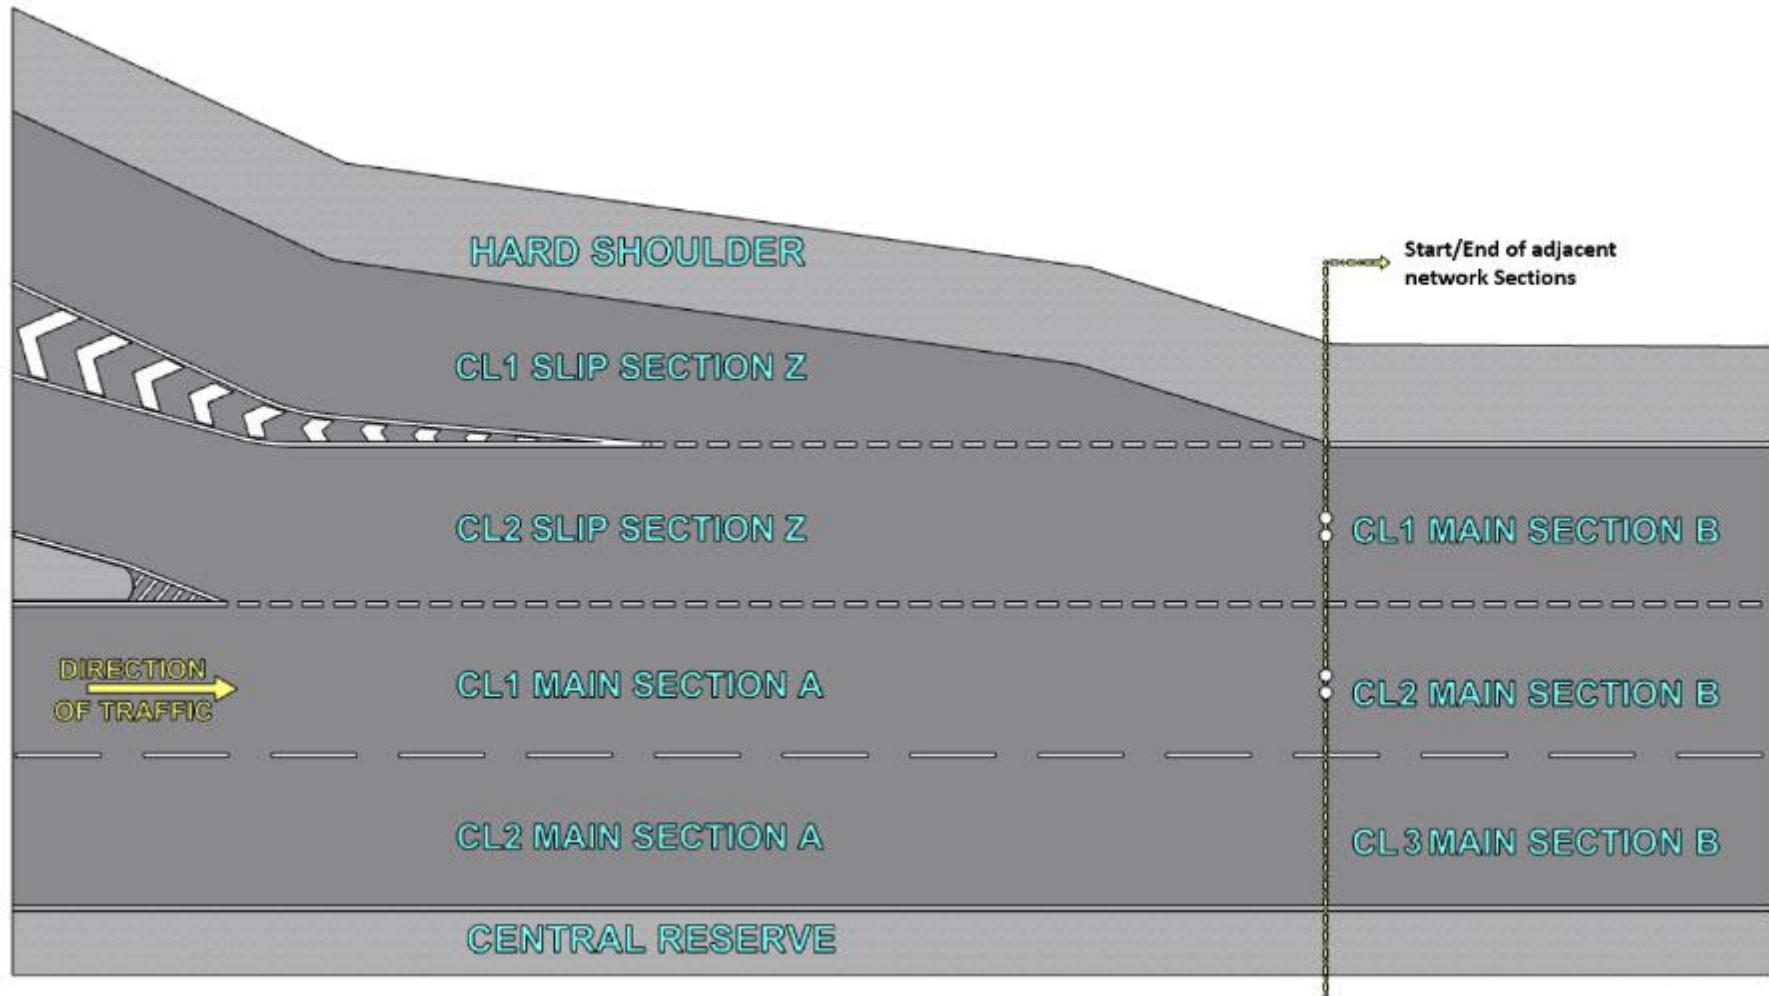 HARD SHOULDER
Start/End of adjacent
network Sections
CL1 SLIP SECTION Z
CL2 SLIP SECTION Z
CL1 MAIN SECTION B
DIRECTION
OF TRAFFIC
CL1 MAIN SECTION A
CL2 MAIN SECTION B
CL2 MAIN SECTION A
CL3 MAIN SECTION B
CENTRAL RESERVE